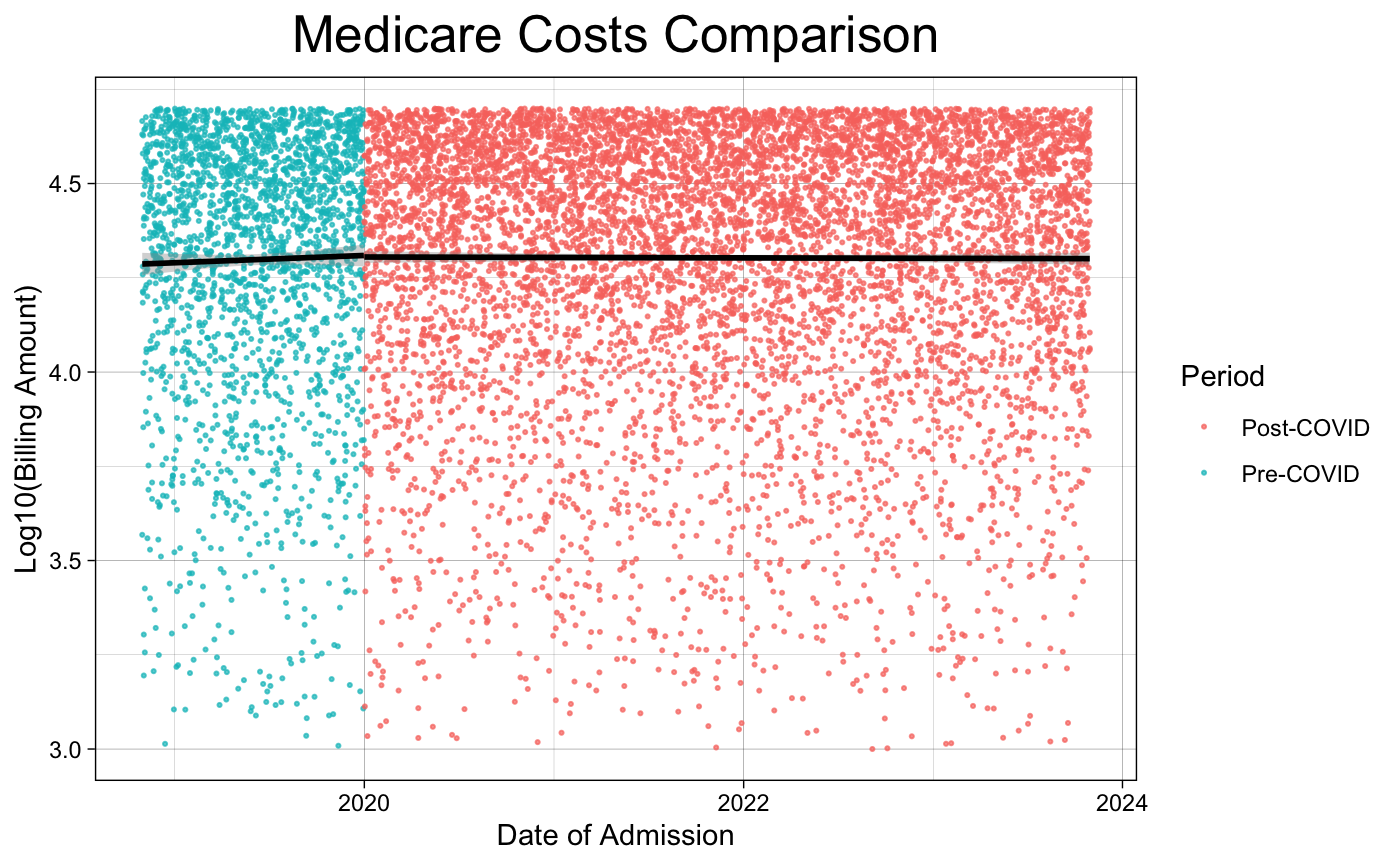 Medicare Costs Comparison
Log10(Billing Amount)
4.5
4.0
3.5
3.0
2020
2022
2024
Date of Admission
Period
Post-COVID
Pre-COVID